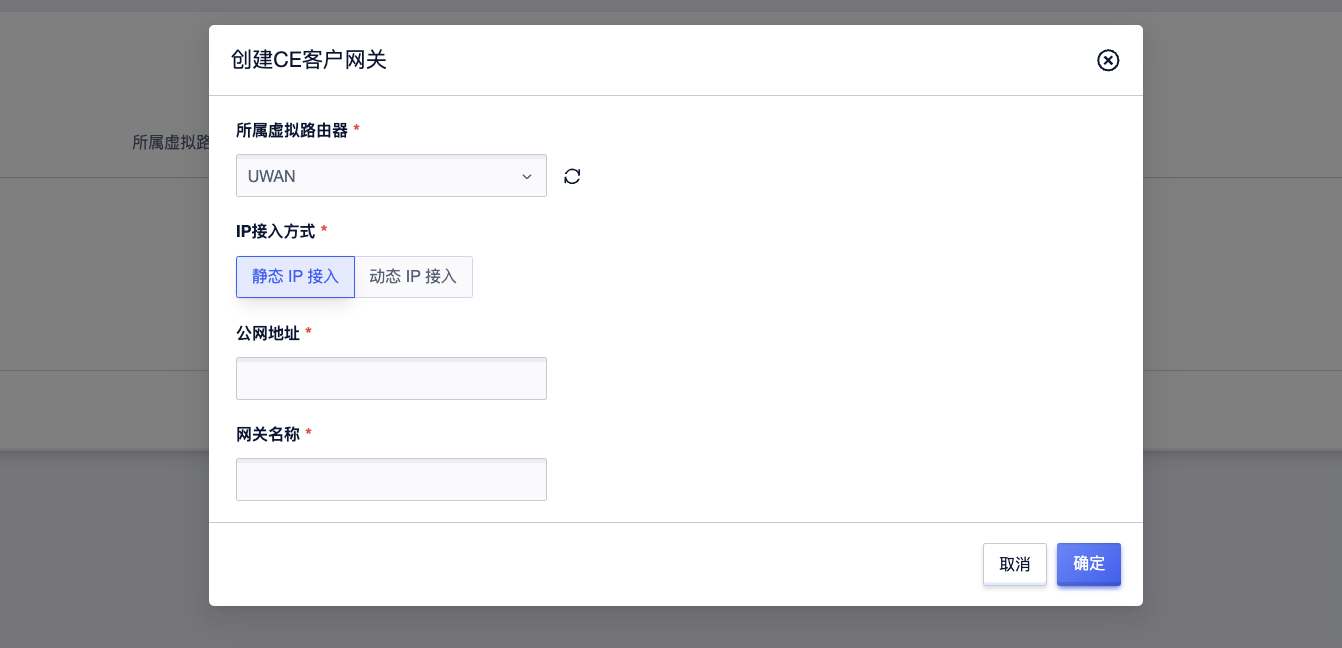 创建CE客户网关
所属虚拟路
所属虚拟路由器 *
UWAN
IP接入方式 *
静态 IP 接入 动态 IP 接入
公网地址 *
网关名称 *
取消 确定